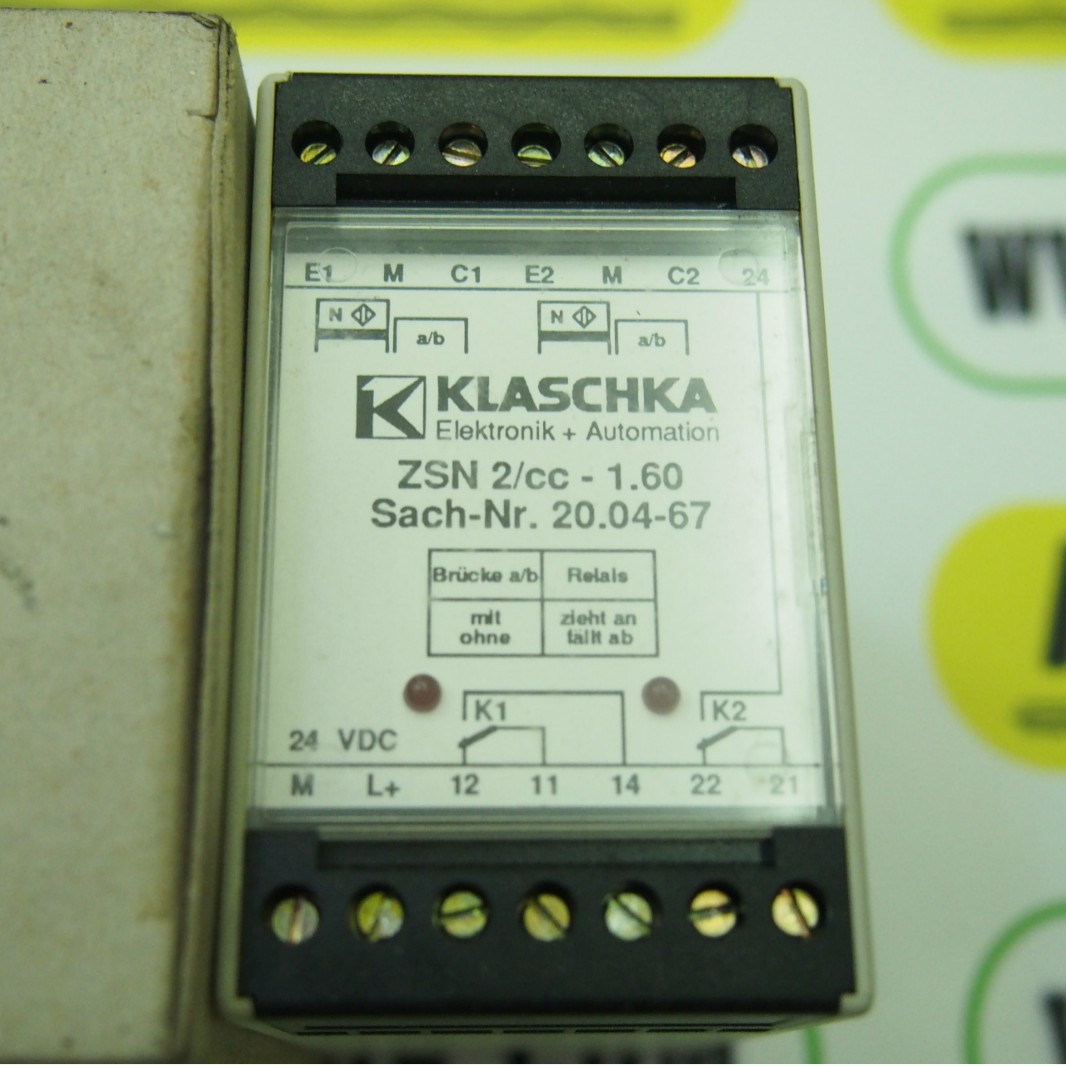 E1 M C1 E2 M C2 24
N a/b N a/b
KLASCHKA
Elektronik + Automation
ZSN 2/cc - 1.60
Sach-Nr. 20.04-67
Brücke a/b Relais
mit zieht an
ohne fällt ab
K1 K2
24 VDC
M L+ 12 11 14 22 21